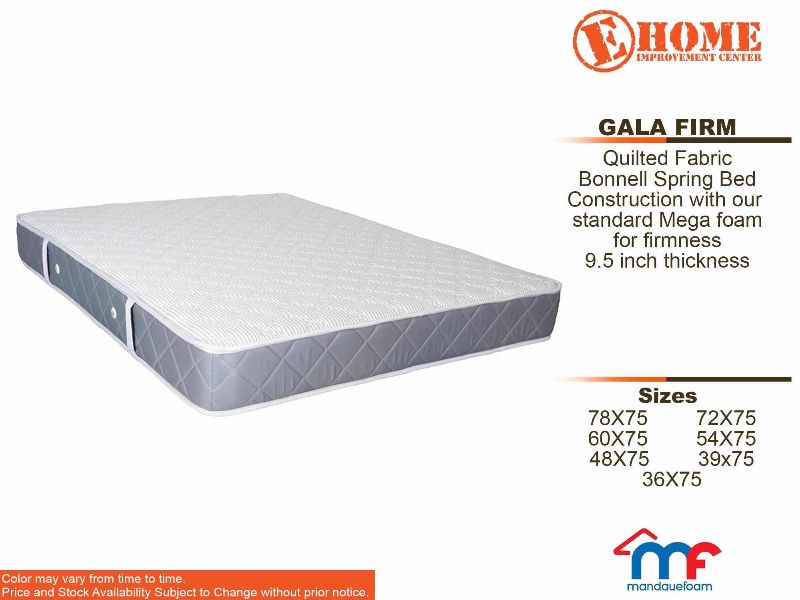 E HOME
IMPROVEMENT CENTER
GALA FIRM
Quilted Fabric
Bonnell Spring Bed
Construction with our
standard Mega foam
for firmness
9.5 inch thickness
Sizes
78X75 72X75
60X75 54X75
48X75 39x75
36X75
mf
mandauefoam
Color may vary from time to time.
Price and Stock Availability Subject to Change without prior notice.